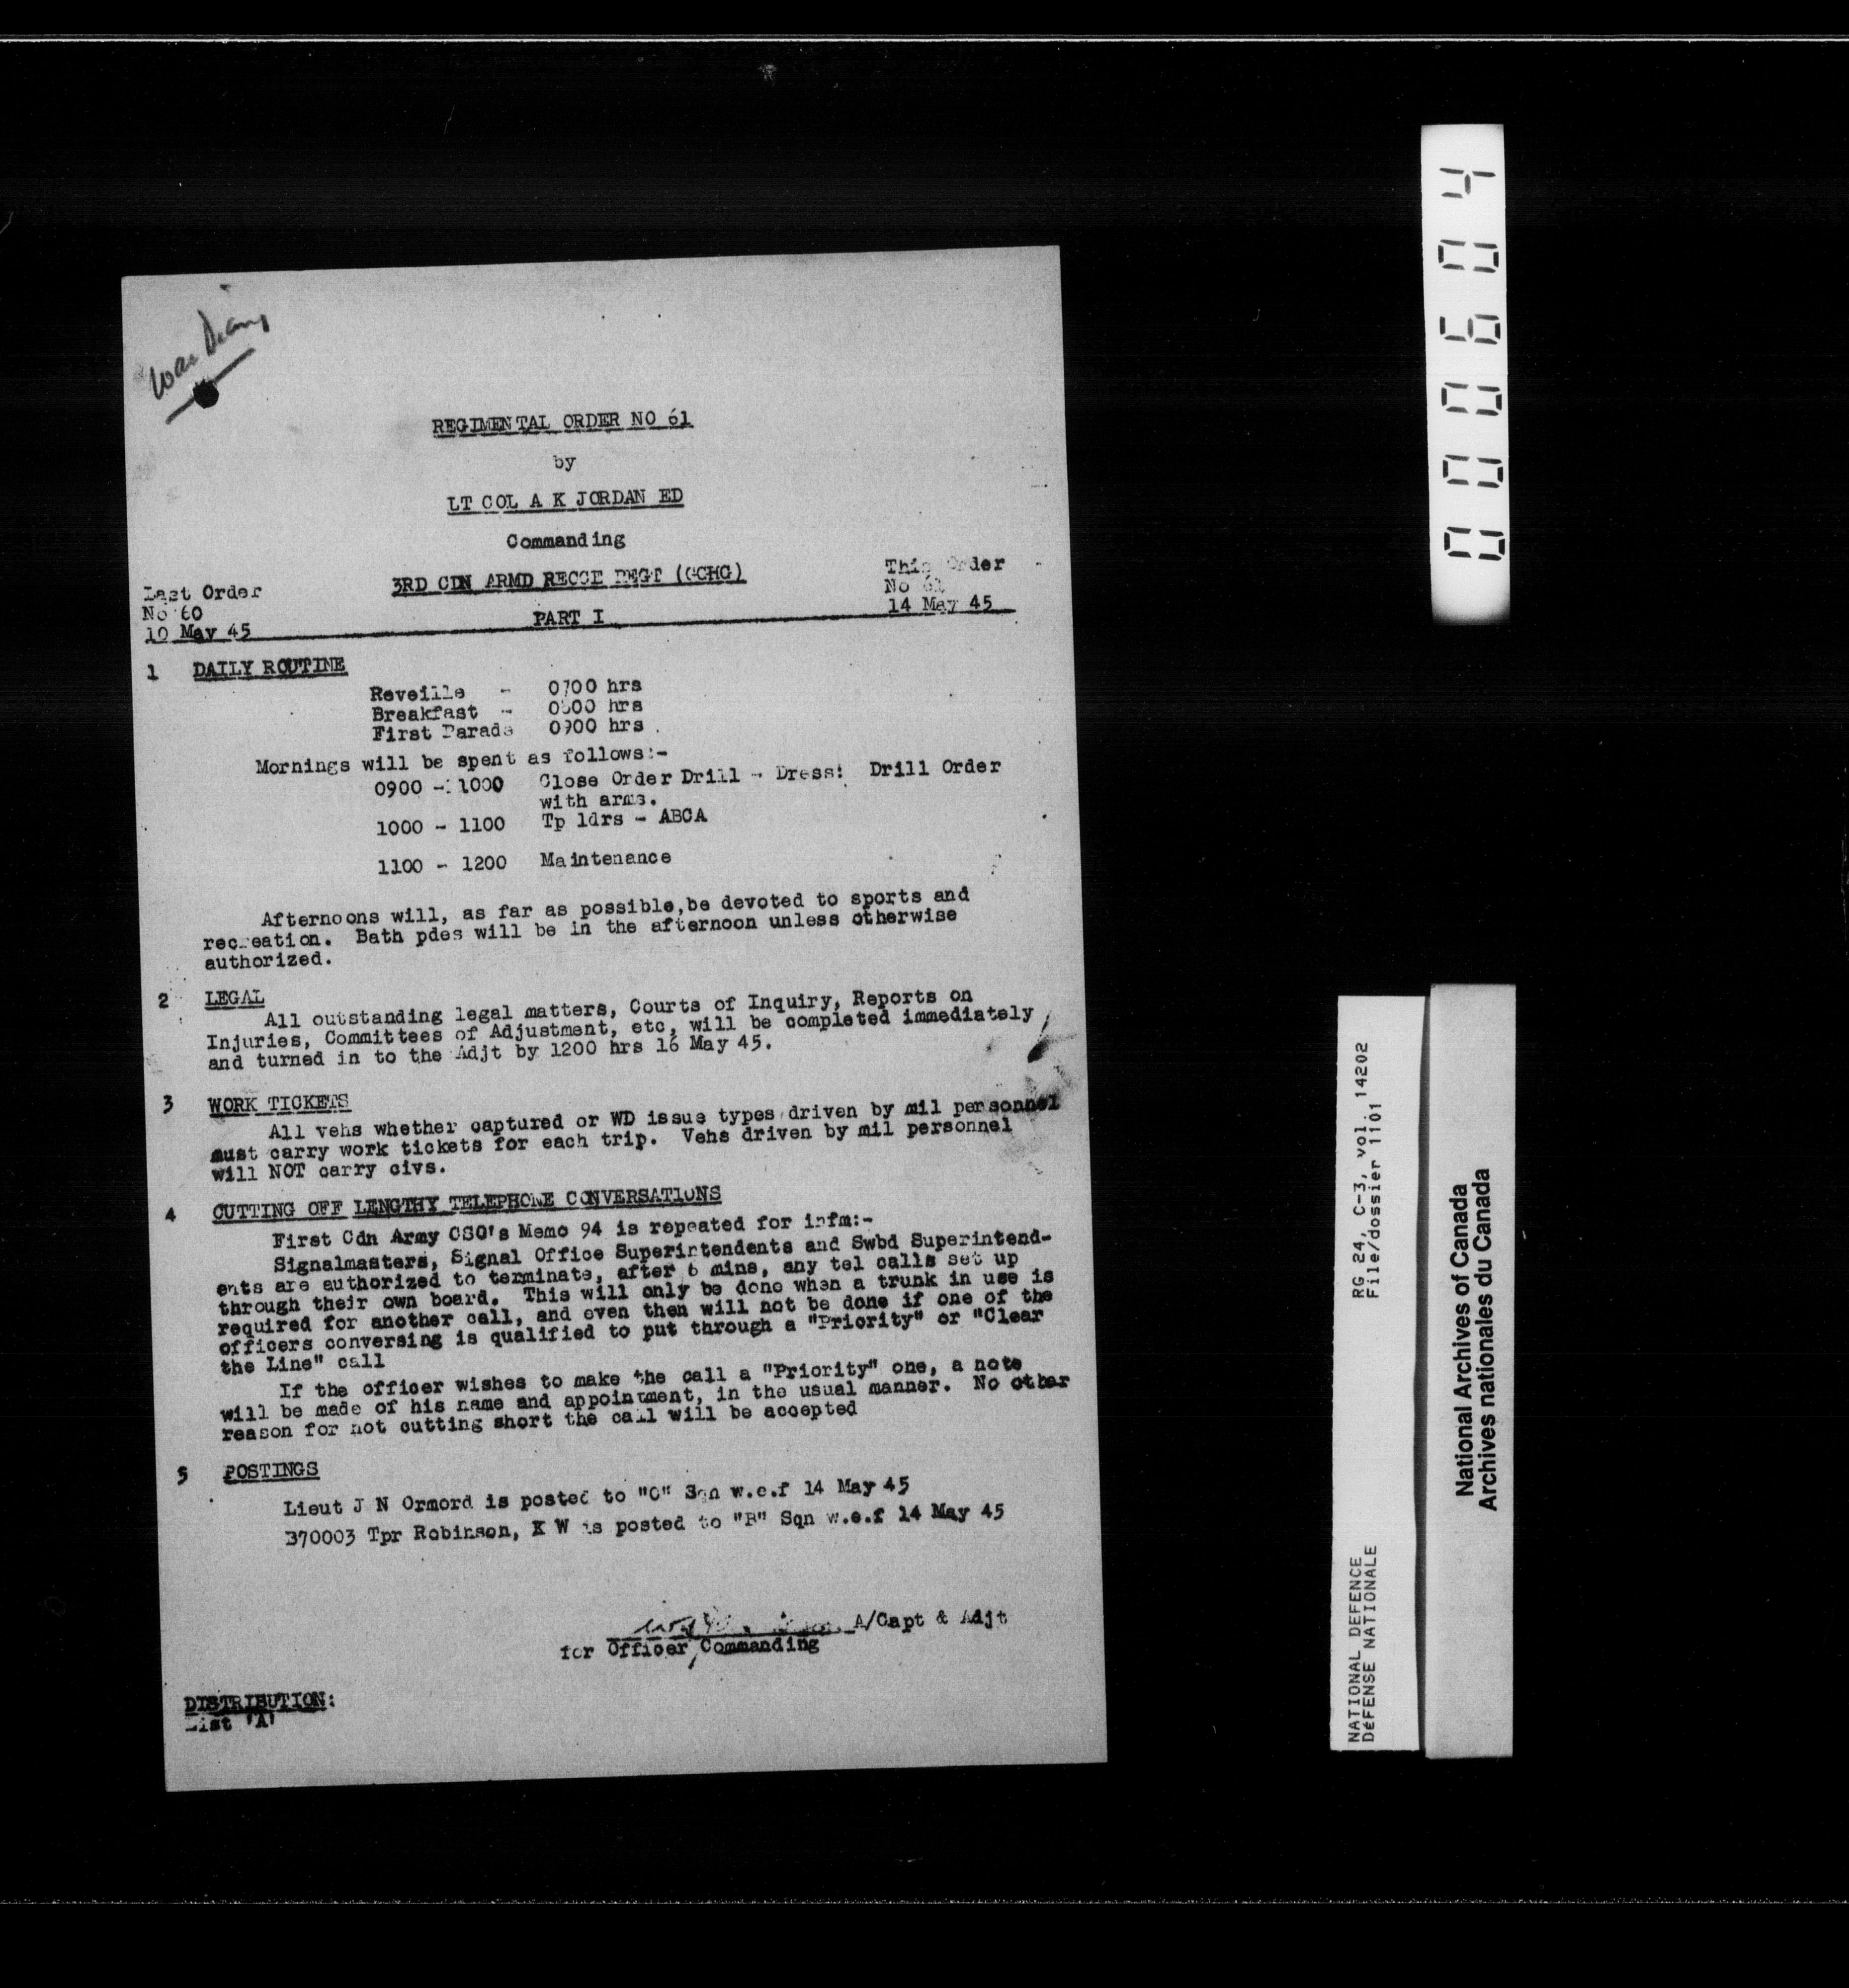 War Diary
REGIMENTAL ORDER NO 61
by
LT COL A K JORDAN ED
Commanding
3RD CDN ARMD RECCE REGT (GGHG)
Last Order
No 60
10 May 45
This Order
No 61
14 May 45
PART I
1 DAILY ROUTINE
Reveille - 0700 hrs
Breakfast - 0800 hrs
First Parade 0900 hrs.
Mornings will be spent as follows:-
0900 - 1000 Close Order Drill - Dress: Drill Order
with arms.
1000 - 1100 Tp ldrs - ABCA
1100 - 1200 Maintenance
Afternoons will, as far as possible,be devoted to sports and
recreation. Bath pdes will be in the afternoon unless otherwise
authorized.
2 LEGAL
All outstanding legal matters, Courts of Inquiry, Reports on
Injuries, Committees of Adjustment, etc, will be completed immediately
and turned in to the Adjt by 1200 hrs 16 May 45.
3 WORK TICKETS
All vehs whether captured or WD issue types driven by mil personnel
must carry work tickets for each trip. Vehs driven by mil personnel
will NOT carry civs.
4 CUTTING OFF LENGTHY TELEPHONE CONVERSATIONS
First Cdn Army CSO's Memo 94 is repeated for infm:-
Signalmasters, Signal Office Superintendents and Swbd Superintend-
ents are authorized to terminate, after 6 mins, any tel calls set up
through their own board. This will only be done when a trunk in use is
required for another call, and even then will not be done if one of the
officers conversing is qualified to put through a "Priority" or "Clear
the Line" call
If the officer wishes to make the call a "Priority" one, a note
will be made of his name and appointment, in the usual manner. No other
reason for not cutting short the call will be accepted
5 POSTINGS
Lieut J N Ormord is posted to "C" Sqn w.e.f 14 May 45
B70003 Tpr Robinson, K W is posted to "B" Sqn w.e.f 14 May 45
A/Capt & Adjt
for Officer Commanding
DISTRIBUTION:
List 'A'
000604
RG 24, C-3, vol. 14202
File/dossier 1101
NATIONAL DEFENCE
DéFENSE NATIONALE
National Archives of Canada
Archives nationales du Canada